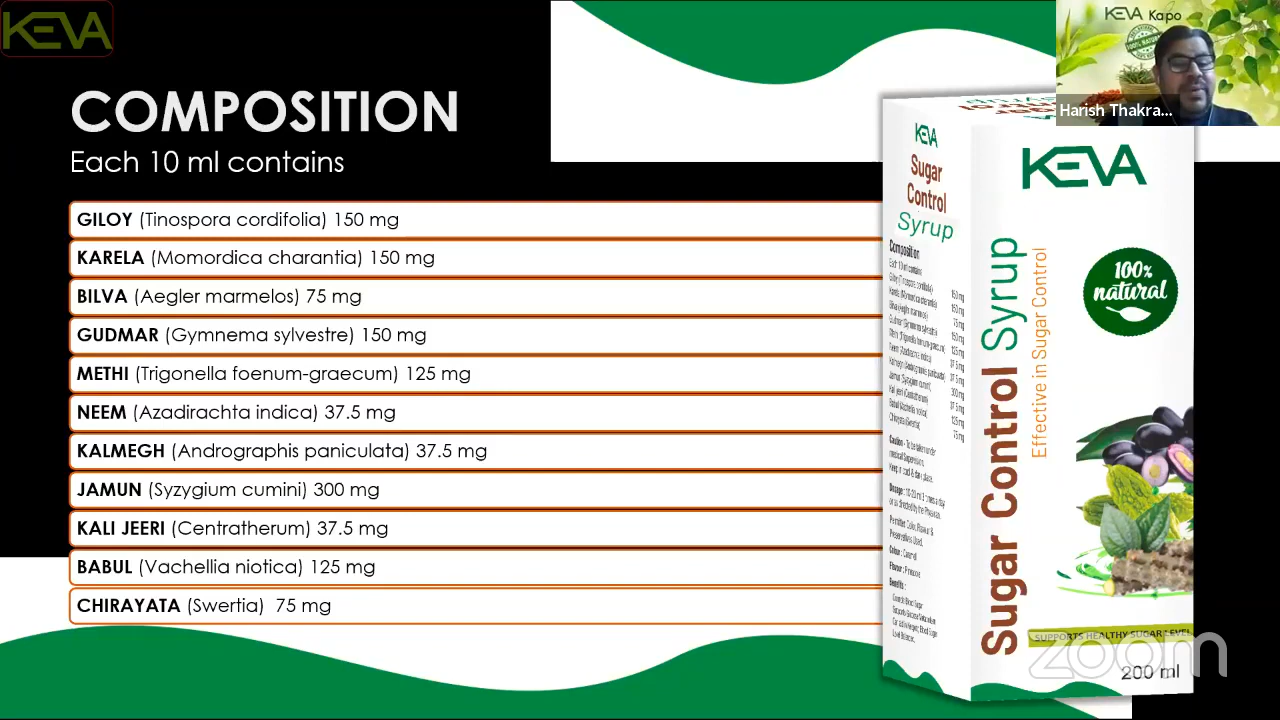 KEVA
COMPOSITION
Each 10 ml contains
GILOY (Tinospora cordifolia) 150 mg
KARELA (Momordica charantia) 150 mg
BILVA (Aegler marmelos) 75 mg
GUDMAR (Gymnema sylvestre) 150 mg
METHI (Trigonella foenum-graecum) 125 mg
NEEM (Azadirachta indica) 37.5 mg
KALMEGH (Andrographis paniculata) 37.5 mg
JAMUN (Syzygium cumini) 300 mg
KALI JEERI (Centratherum) 37.5 mg
BABUL (Vachellia niotica) 125 mg
CHIRAYATA (Swertia) 75 mg
KEVA
Sugar
Control
Syrup
Composition
Each 10 ml contains
KEVA
Sugar Control Syrup
Effective in Sugar Control
100%
natural
SUPPORTS HEALTHY SUGAR LEVEL
200 ml
zoom
KEVA Kapo
Harish Thakra...